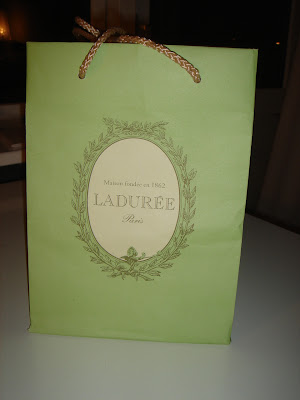 Maison fondée en 1862
LADURÉE
Paris